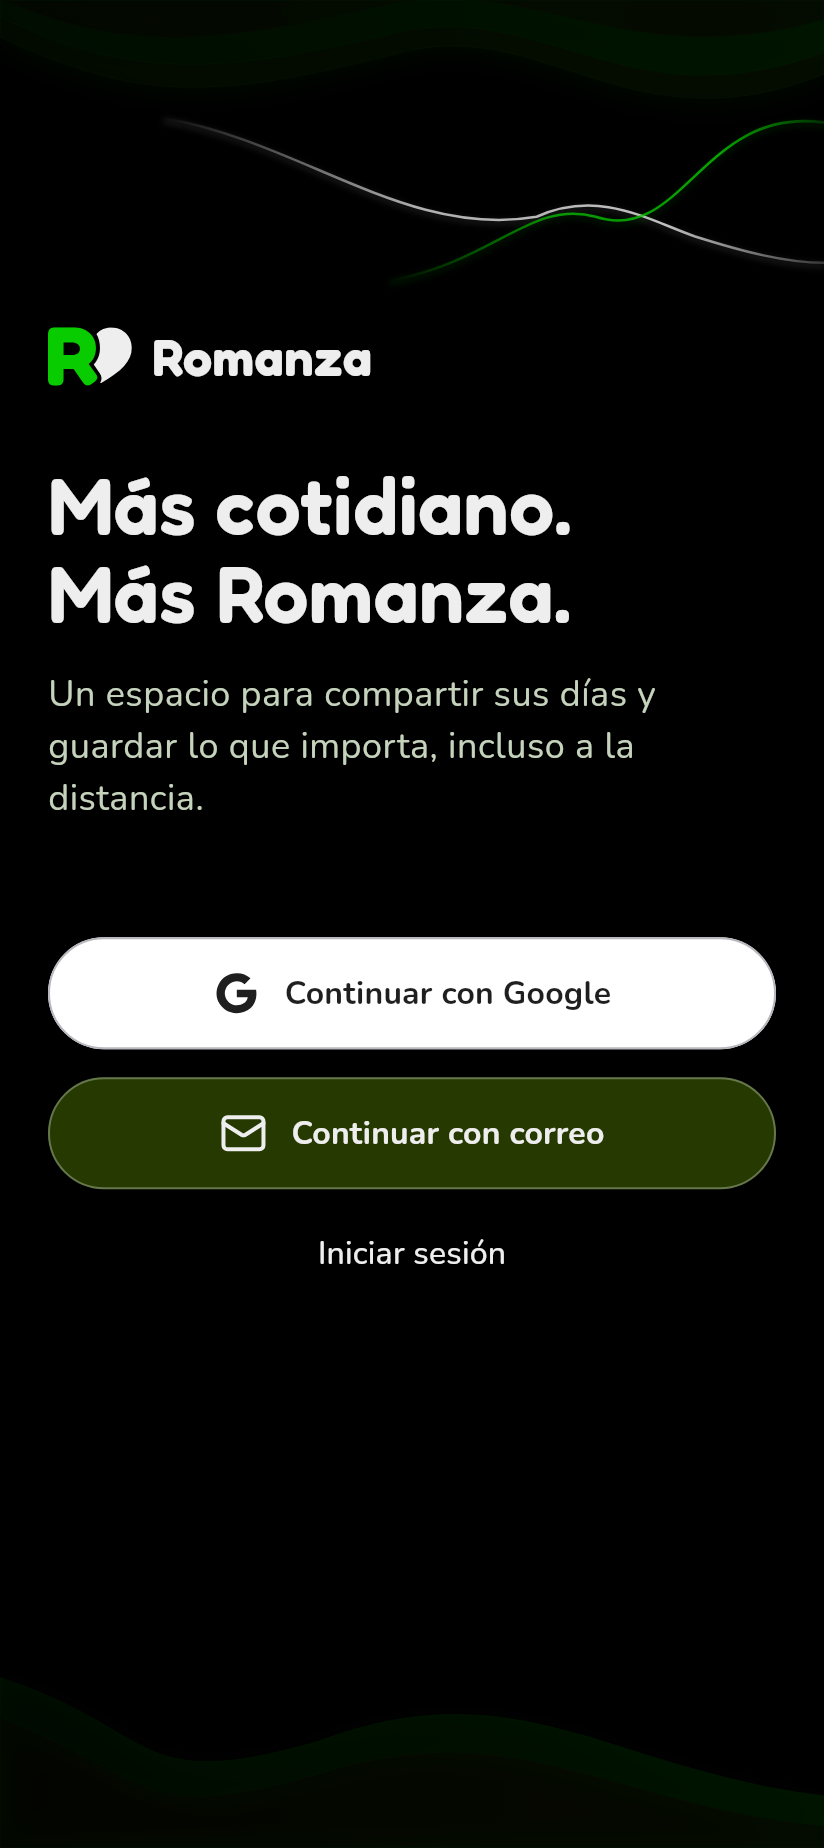 Romanza
Más cotidiano.
Más Romanza.
Un espacio para compartir sus días y
guardar lo que importa, incluso a la
distancia.
Continuar con Google
Continuar con correo
Iniciar sesión